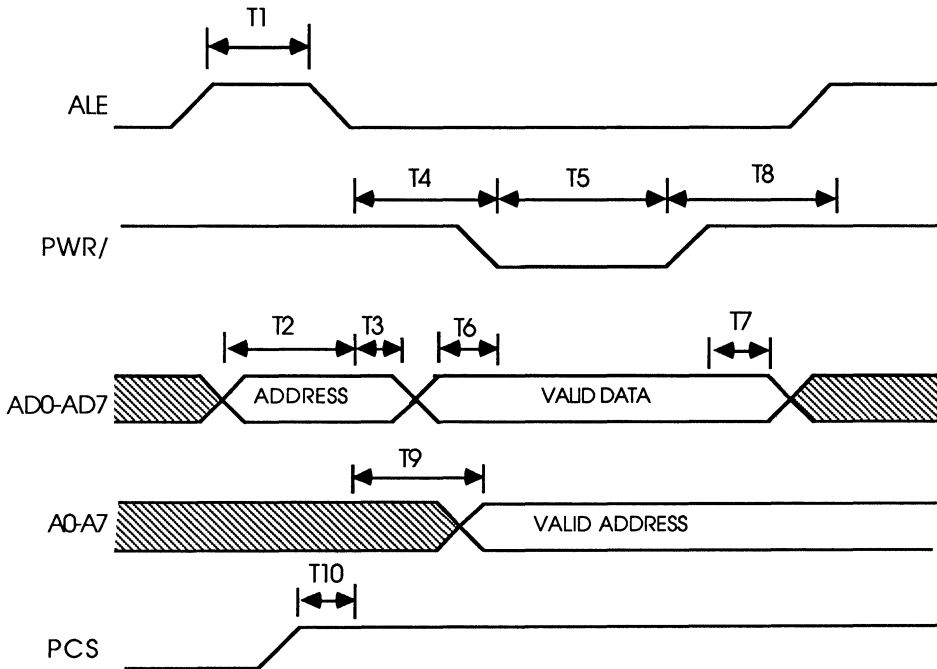 T1
ALE
T4 T5 T8
PWR/
T2 T3 T6 T7
AD0-AD7 ADDRESS VALID DATA
T9
A0-A7 VALID ADDRESS
T10
PCS